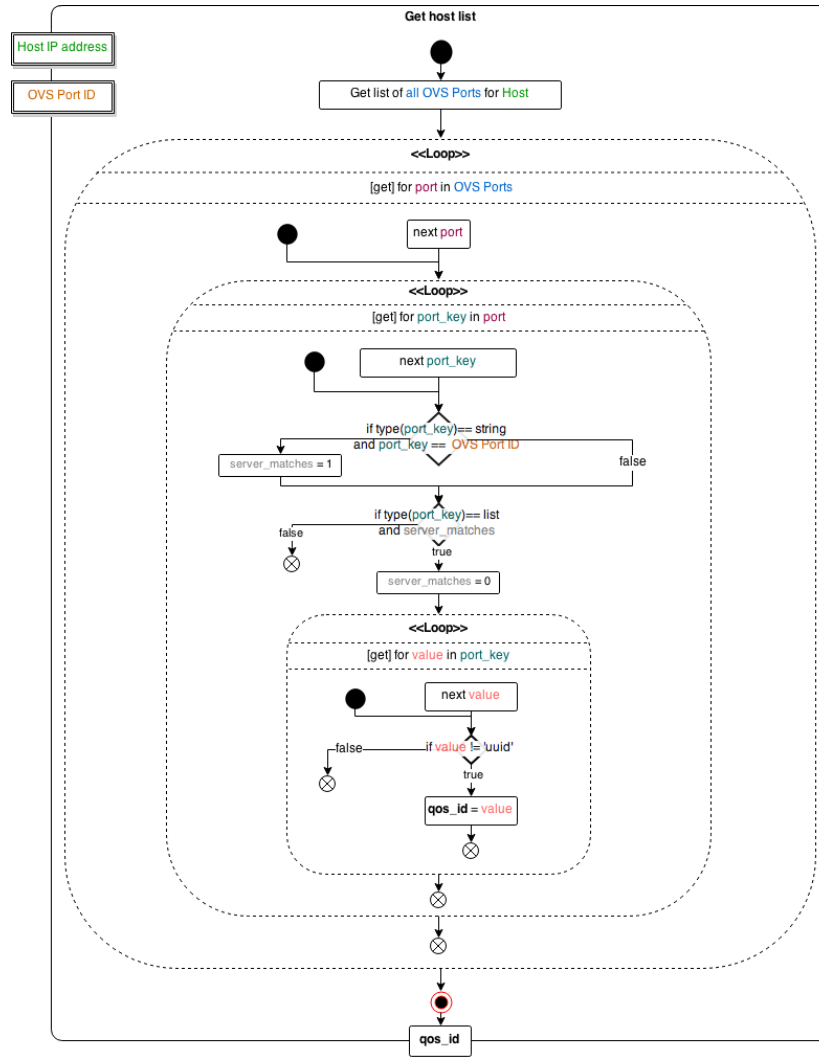 Get host list
Host IP address
OVS Port ID
Get list of all OVS Ports for Host
<<Loop>>
[get] for port in OVS Ports
next port
<<Loop>>
[get] for port_key in port
next port_key
if type(port_key)== string
and port_key == OVS Port ID
server_matches = 1
false
if type(port_key)== list
and server_matches
false
true
server_matches = 0
<<Loop>>
[get] for value in port_key
next value
if value != 'uuid'
false
true
qos_id = value
qos_id